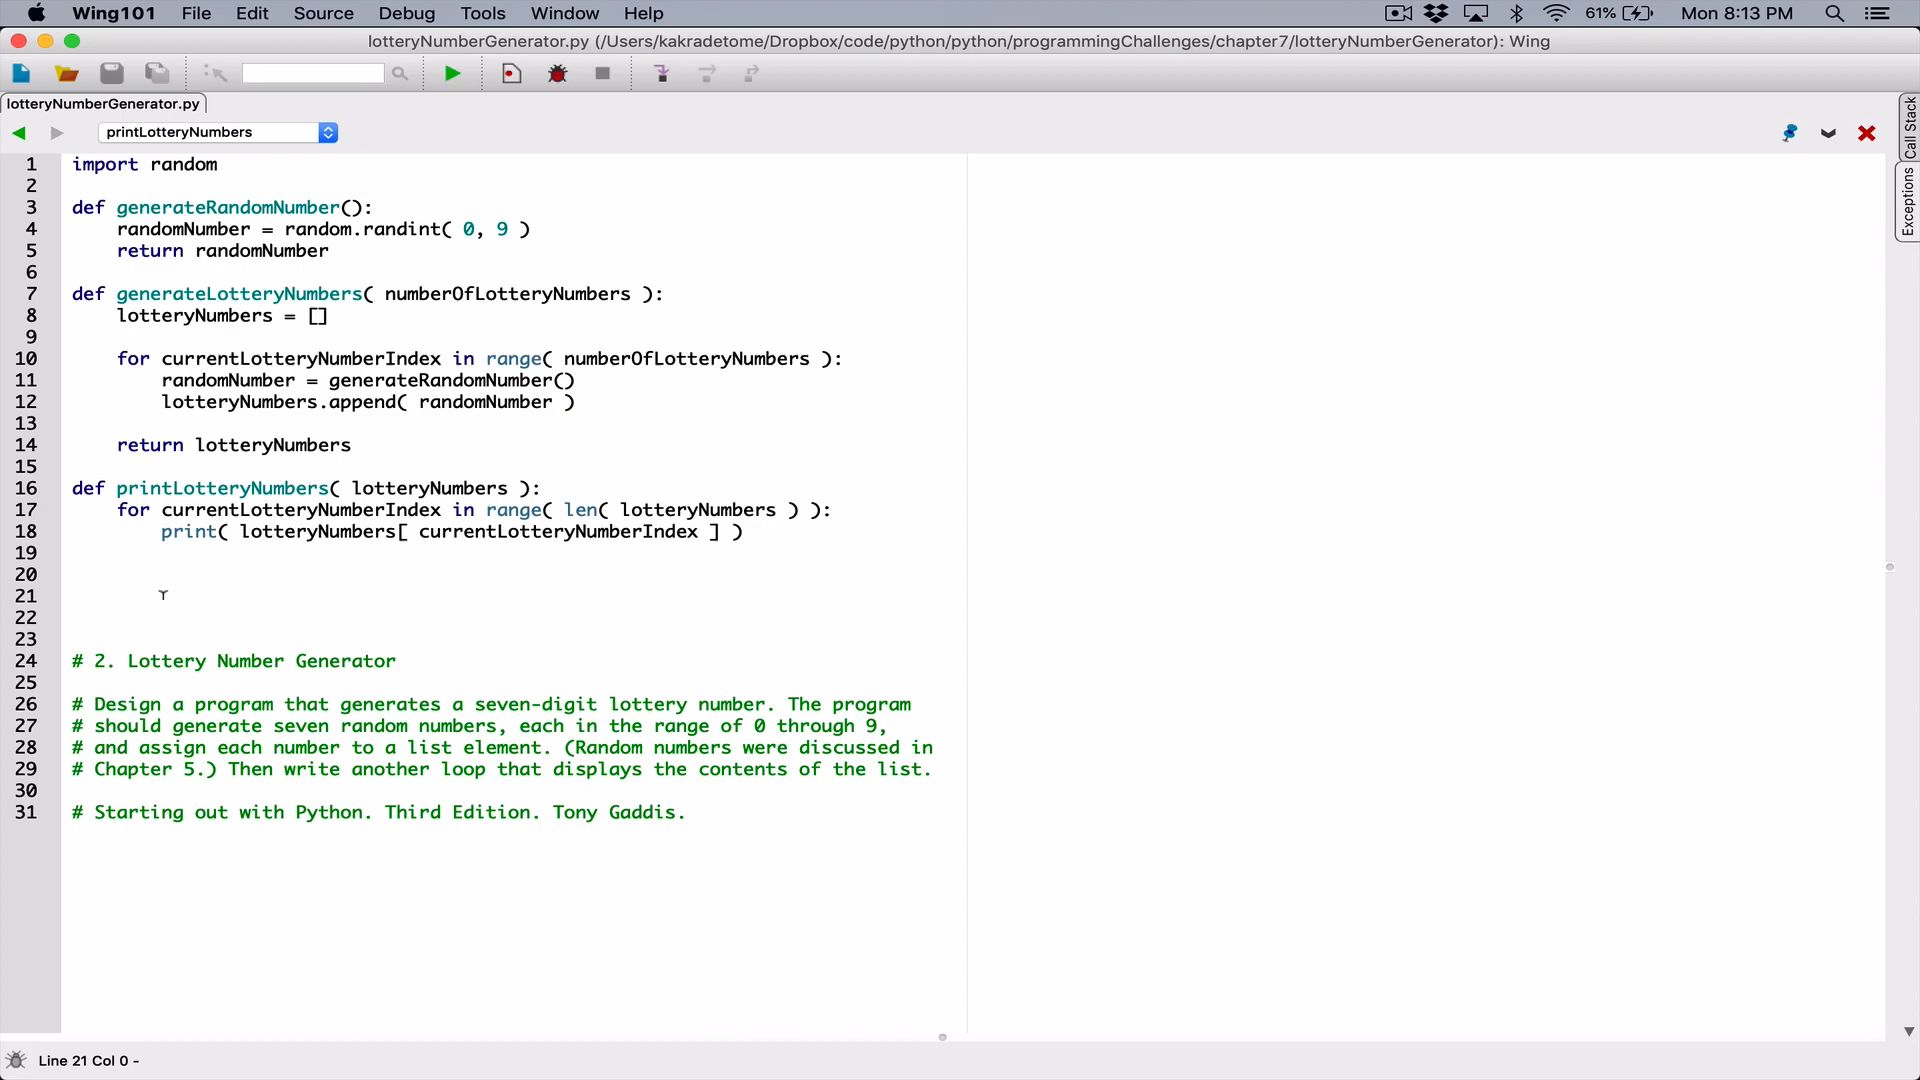 Wing101 File Edit Source Debug Tools Window Help 61% Mon 8:13 PM
lotteryNumberGenerator.py (/Users/kakradetome/Dropbox/code/python/python/programmingChallenges/chapter7/lotteryNumberGenerator): Wing
lotteryNumberGenerator.py
printLotteryNumbers
Call Stack
Exceptions
1 import random
2
3 def generateRandomNumber():
4     randomNumber = random.randint( 0, 9 )
5     return randomNumber
6
7 def generateLotteryNumbers( numberOfLotteryNumbers ):
8     lotteryNumbers = []
9
10     for currentLotteryNumberIndex in range( numberOfLotteryNumbers ):
11         randomNumber = generateRandomNumber()
12         lotteryNumbers.append( randomNumber )
13
14     return lotteryNumbers
15
16 def printLotteryNumbers( lotteryNumbers ):
17     for currentLotteryNumberIndex in range( len( lotteryNumbers ) ):
18         print( lotteryNumbers[ currentLotteryNumberIndex ] )
19
20
21
22
23
24 # 2. Lottery Number Generator
25
26 # Design a program that generates a seven-digit lottery number. The program
27 # should generate seven random numbers, each in the range of 0 through 9,
28 # and assign each number to a list element. (Random numbers were discussed in
29 # Chapter 5.) Then write another loop that displays the contents of the list.
30
31 # Starting out with Python. Third Edition. Tony Gaddis.
Line 21 Col 0 -